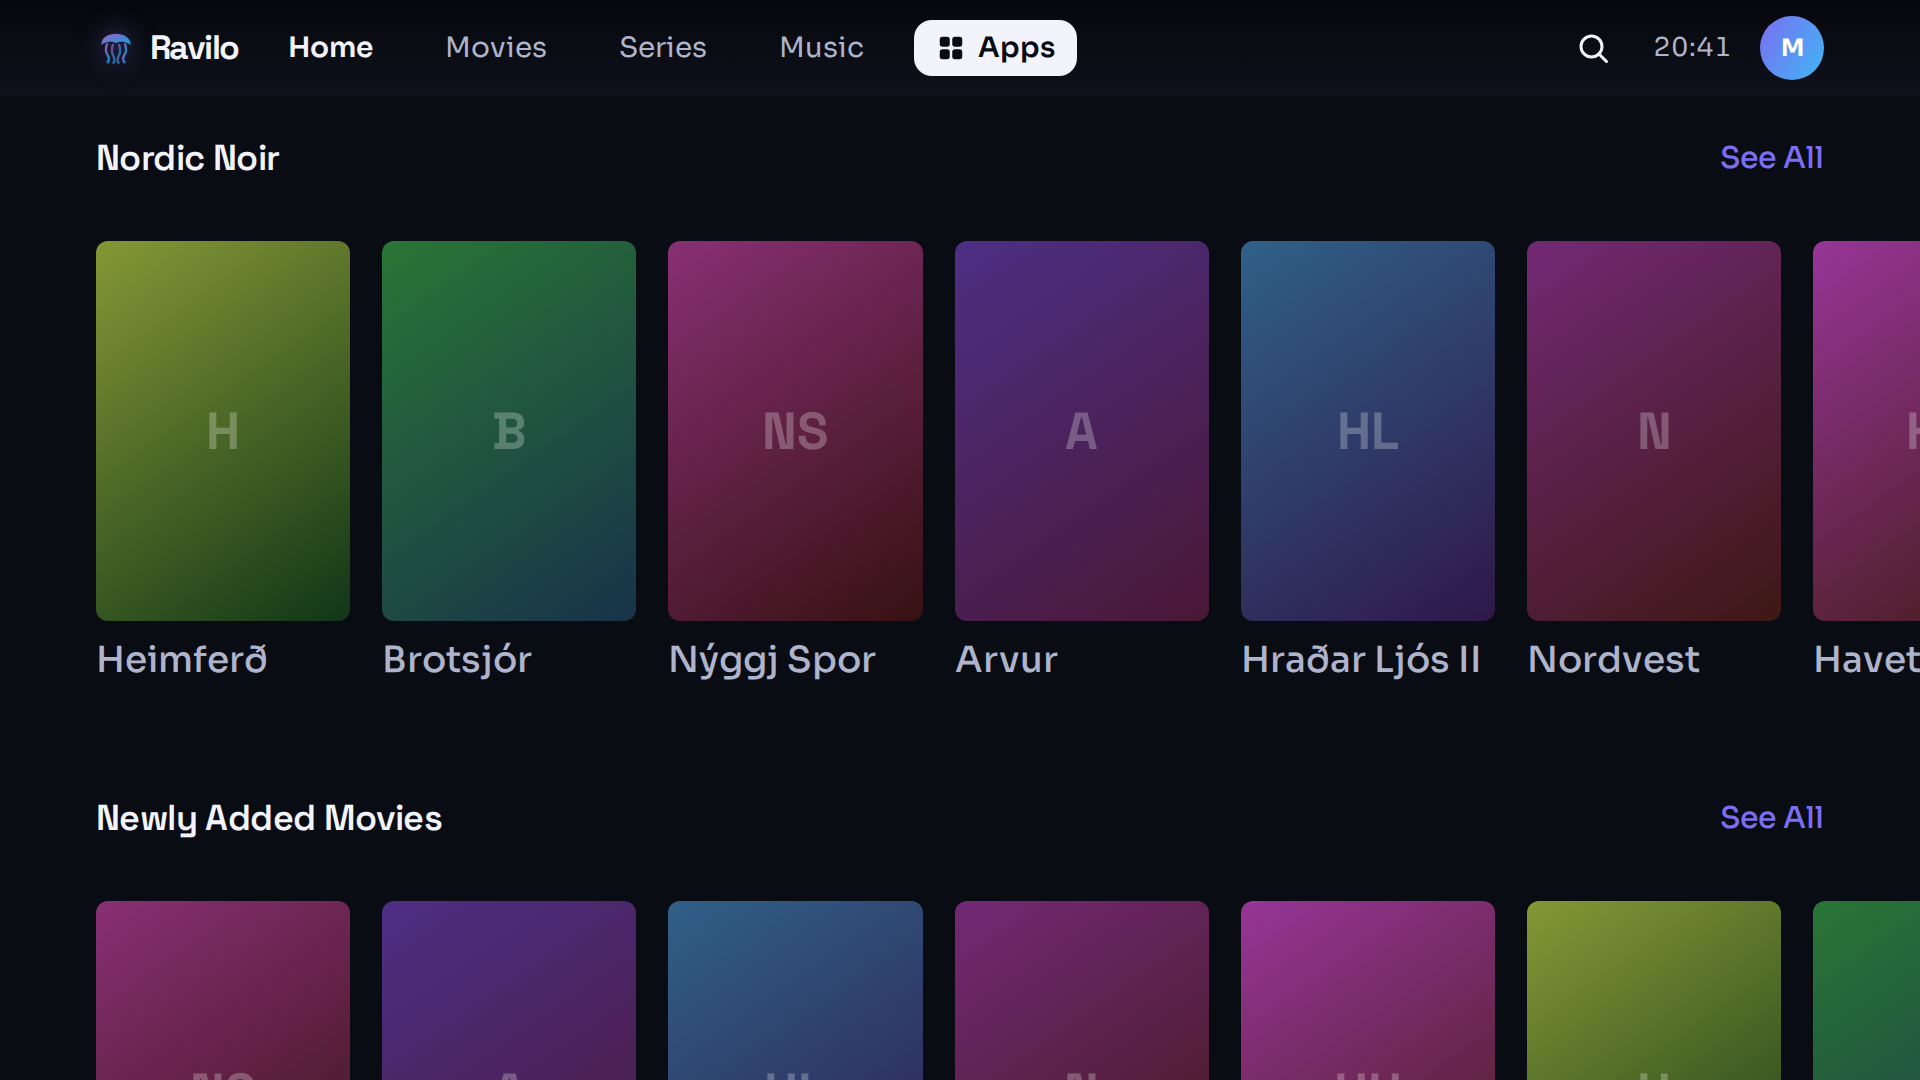 Ravilo Home Movies Series Music Apps 20:41 M
Nordic Noir See All
H B NS A HL N
Heimferð Brotsjór Nýggj Spor Arvur Hraðar Ljós II Nordvest Havet
Newly Added Movies See All